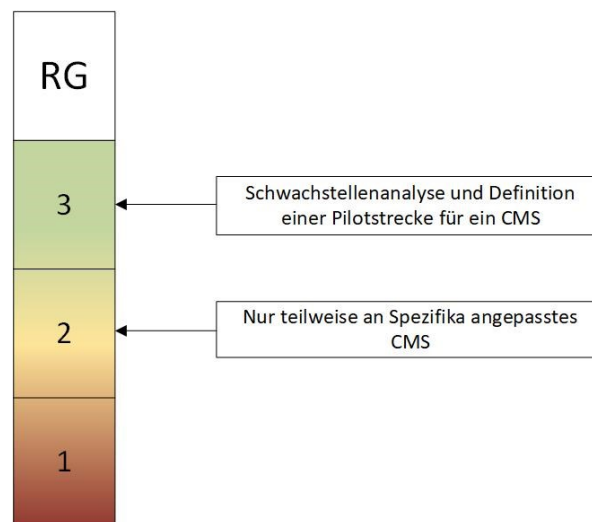 RG
3
Schwachstellenanalyse und Definition
einer Pilotstrecke für ein CMS
2
Nur teilweise an Spezifika angepasstes
CMS
1